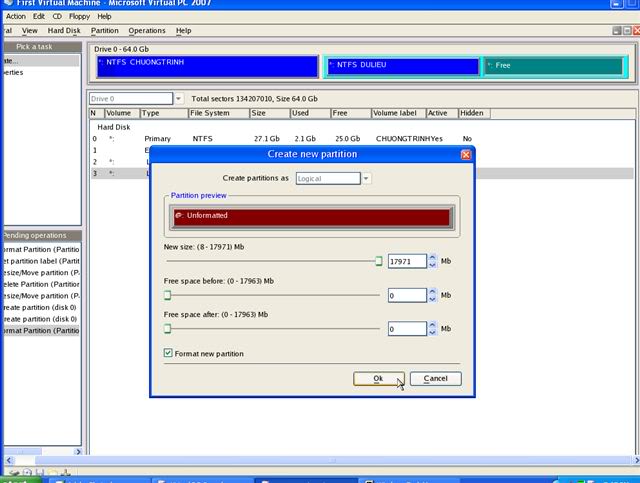 First Virtual Machine - Microsoft Virtual PC 2007
Action Edit CD Floppy Help
View Hard Disk Partition Operations Help
Pick a task
Drive 0 - 64.0 Gb
*: NTFS CHUONGTRINH
*: NTFS DULIEU
*: Free
Drive 0
Total sectors 134207010, Size 64.0 Gb
N Volume Type File System Size Used Free Volume label Active Hidden
Hard Disk
0 *: Primary NTFS 27.1 Gb 2.1 Gb 25.0 Gb CHUONGTRINH Yes No
1
2 *:
3 *:
Create new partition
Create partitions as Logical
Partition preview
@: Unformatted
New size: (8 - 17971) Mb
17971 Mb
Free space before: (0 - 17963) Mb
0 Mb
Free space after: (0 - 17963) Mb
0 Mb
Format new partition
Ok Cancel
Pending operations
ormat Partition (Partitio
et partition label (Partition
esize/Move partition (Pa
elete Partition (Partition
esize/Move partition (Pa
reate partition (disk 0)
reate partition (disk 0)
ormat Partition (Partitio